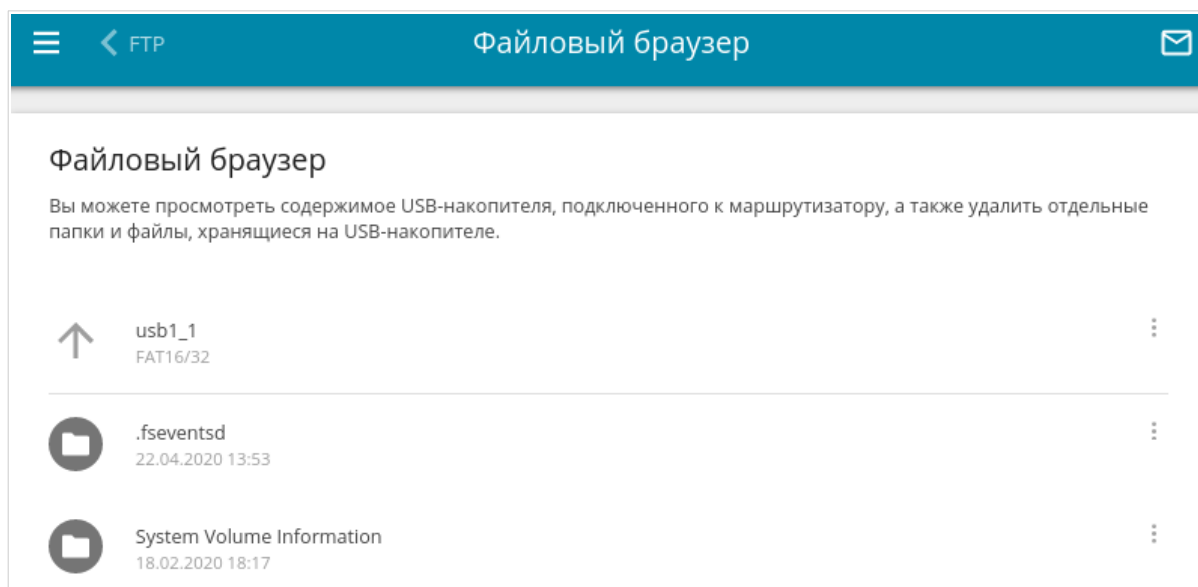 FTP
Файловый браузер
Файловый браузер
Вы можете просмотреть содержимое USB-накопителя, подключенного к маршрутизатору, а также удалить отдельные
папки и файлы, хранящиеся на USB-накопителе.
usb1_1
FAT16/32
.fseventsd
22.04.2020 13:53
System Volume Information
18.02.2020 18:17